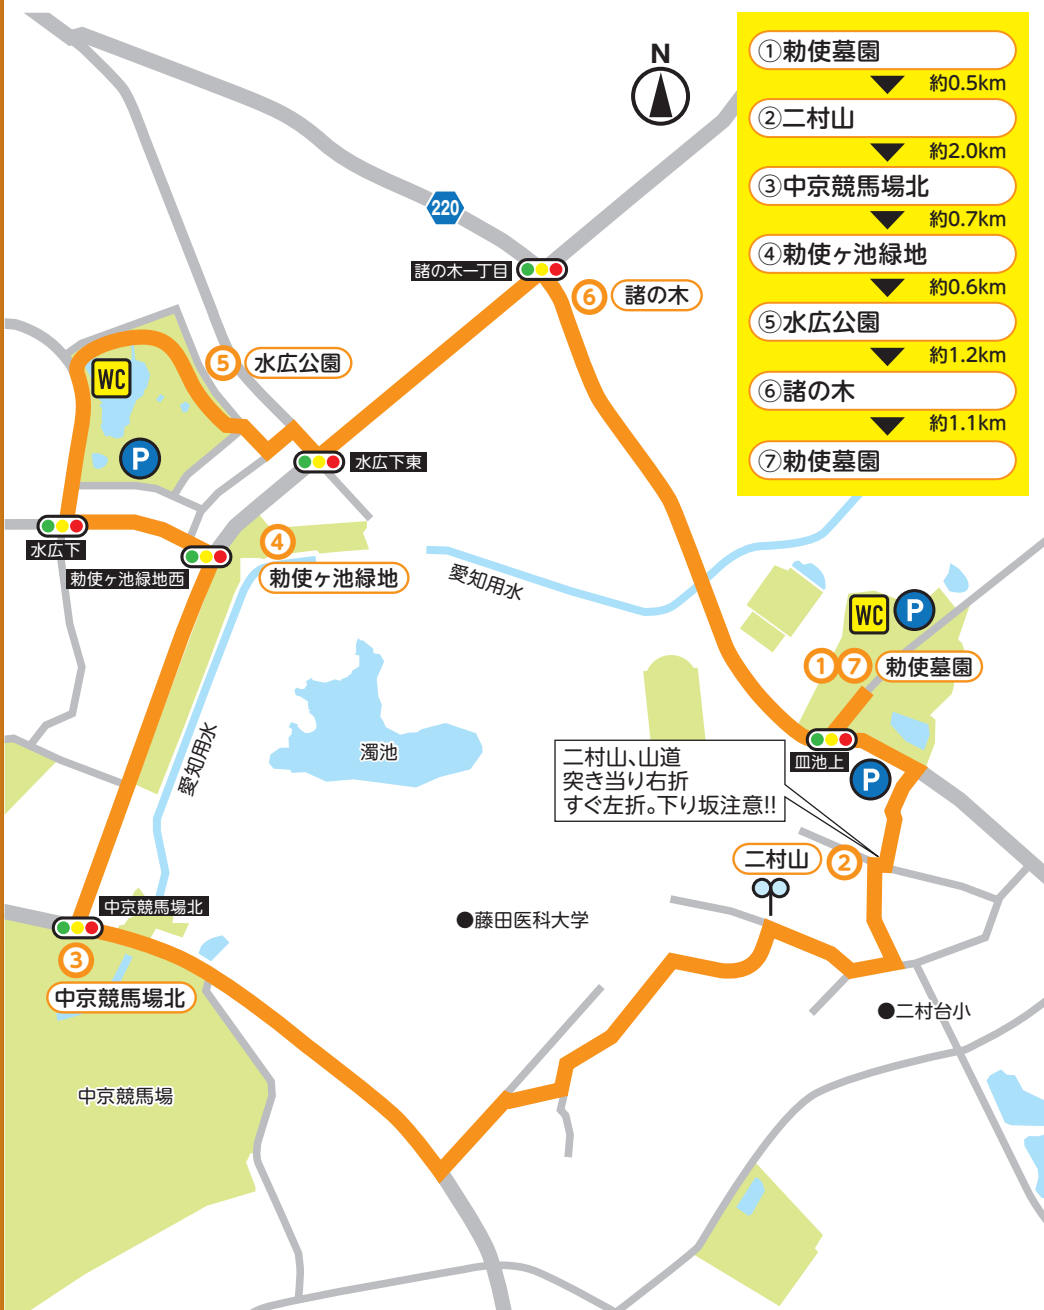 N
①勅使墓園
約0.5km
②二村山
約2.0km
③中京競馬場北
約0.7km
④勅使ヶ池緑地
約0.6km
⑤水広公園
約1.2km
⑥諸の木
約1.1km
⑦勅使墓園
220
諸の木一丁目
⑥ 諸の木
⑤ 水広公園
WC
P
水広下東
水広下
④
勅使ヶ池緑地西
勅使ヶ池緑地
愛知用水
WC P
①⑦ 勅使墓園
愛知用水
濁池
皿池上
P
二村山、山道
突き当り右折
すぐ左折。下り坂注意!!
二村山 ②
中京競馬場北
●藤田医科大学
③
中京競馬場北
●二村台小
中京競馬場